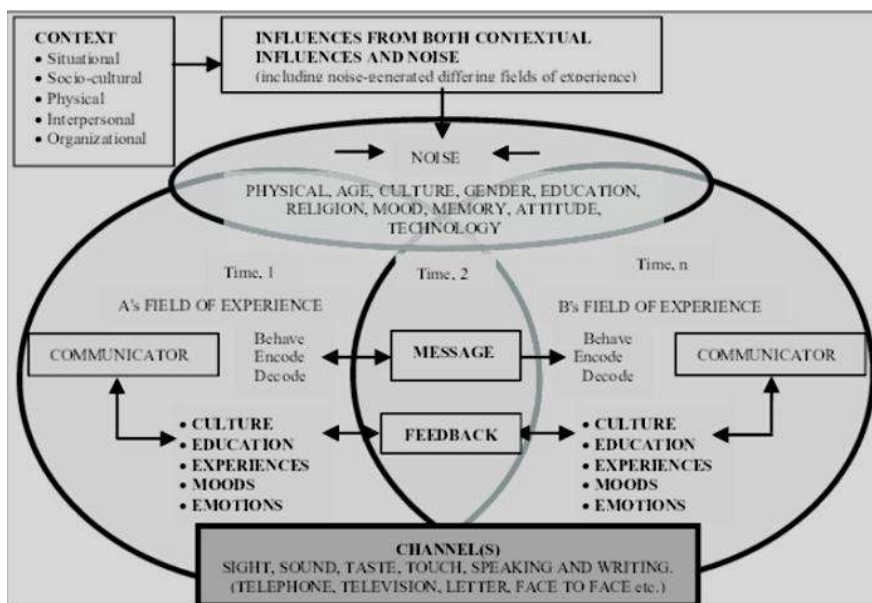 CONTEXT
• Situational
• Socio-cultural
• Physical
• Interpersonal
• Organizational
INFLUENCES FROM BOTH CONTEXTUAL
INFLUENCES AND NOISE
(including noise-generated differing fields of experience)
NOISE
PHYSICAL, AGE, CULTURE, GENDER, EDUCATION,
RELIGION, MOOD, MEMORY, ATTITUDE,
TECHNOLOGY
Time, 1
Time, 2
Time, n
A's FIELD OF EXPERIENCE
B's FIELD OF EXPERIENCE
COMMUNICATOR
Behave
Encode
Decode
MESSAGE
Behave
Encode
Decode
COMMUNICATOR
• CULTURE
• EDUCATION
• EXPERIENCES
• MOODS
• EMOTIONS
FEEDBACK
• CULTURE
• EDUCATION
• EXPERIENCES
• MOODS
• EMOTIONS
CHANNEL(S)
SIGHT, SOUND, TASTE, TOUCH, SPEAKING AND WRITING.
(TELEPHONE, TELEVISION, LETTER, FACE TO FACE etc.)